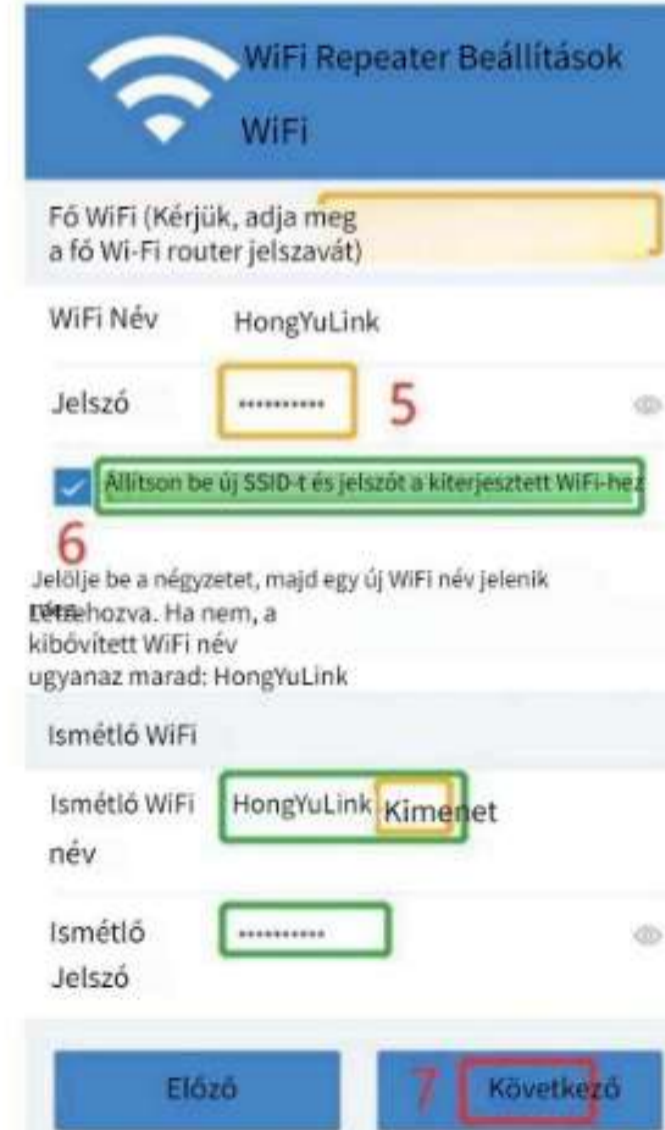 WiFi Repeater Beállítások
WiFi
Fő WiFi (Kérjük, adja meg
a fő Wi-Fi router jelszavát)
WiFi Név HongYuLink
Jelszó •••••••••• 5
Állítson be új SSID-t és jelszót a kiterjesztett WiFi-hez
6
Jelölje be a négyzetet, majd egy új WiFi név jelenik
Ha nem, a
kibővített WiFi név
ugyanaz marad: HongYuLink
Ismétlő WiFi
Ismétlő WiFi HongYuLink Kimenet
név
Ismétlő ••••••••••
Jelszó
Előző 7 Következő